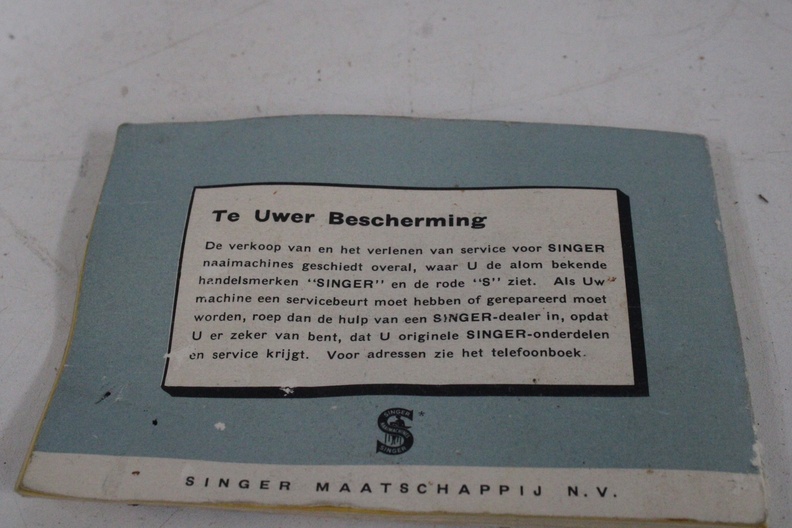 Te Uwer Bescherming
De verkoop van en het verlenen van service voor SINGER
naaimachines geschiedt overal, waar U de alom bekende
handelsmerken "SINGER" en de rode "S" ziet. Als Uw
machine een servicebeurt moet hebben of gerepareerd moet
worden, roep dan de hulp van een SINGER-dealer in, opdat
U er zeker van bent, dat U originele SINGER-onderdelen
en service krijgt. Voor adressen zie het telefoonboek.
SINGER
*
SINGER
SINGER MAATSCHAPPIJ N.V.